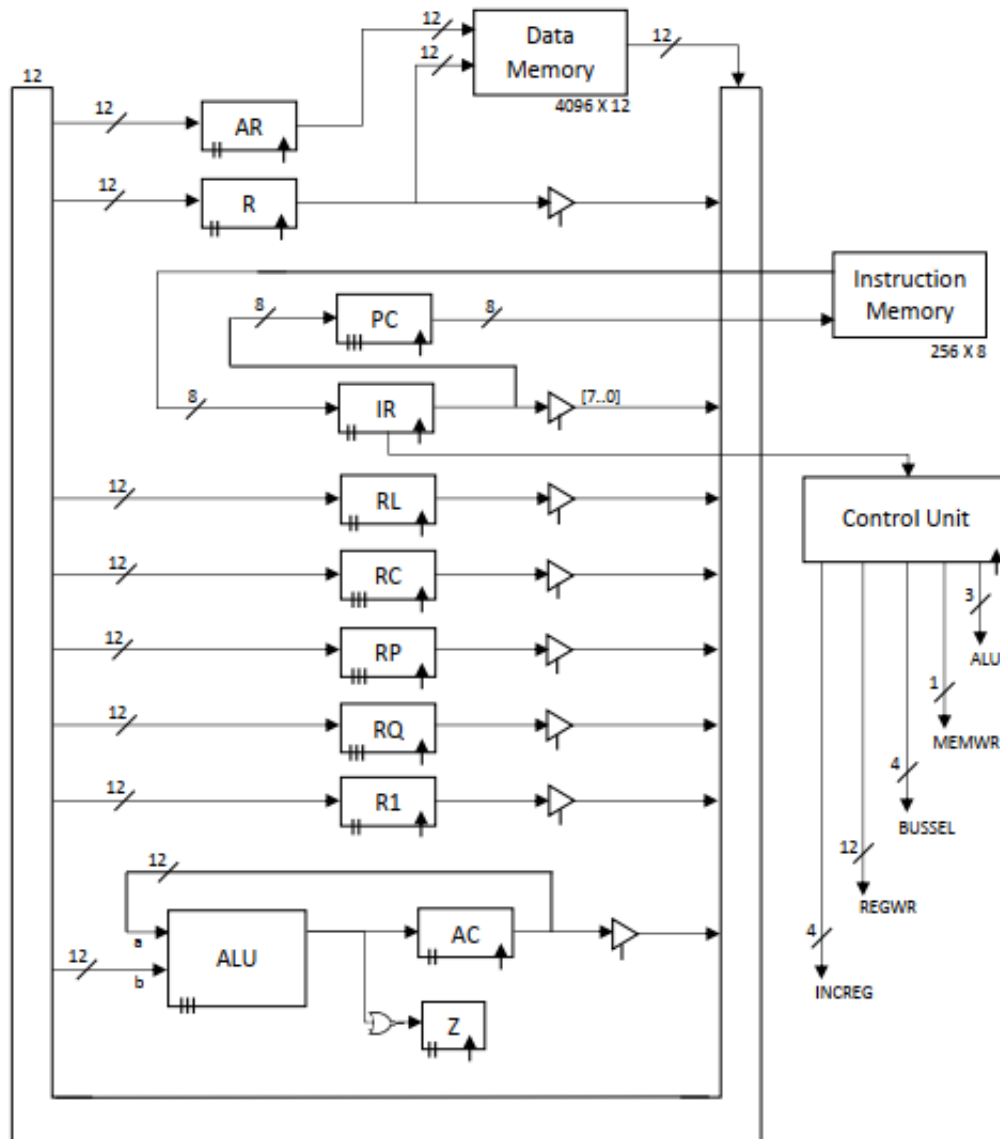 12
12
12
Data
Memory
12
4096 X 12
12
AR
12
R
Instruction
Memory
256 X 8
8
PC
8
8
IR
[7..0]
12
RL
Control Unit
12
RC
3
ALU
12
RP
1
MEMWR
12
RQ
4
BUSSEL
12
R1
12
REGWR
12
a
ALU
AC
12
b
4
INCREG
Z